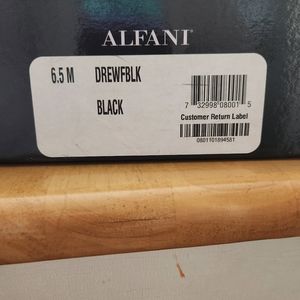 ALFANI
6.5 M DREWFBLK
BLACK
7 32998 08001 5
Customer Return Label
0801101894581